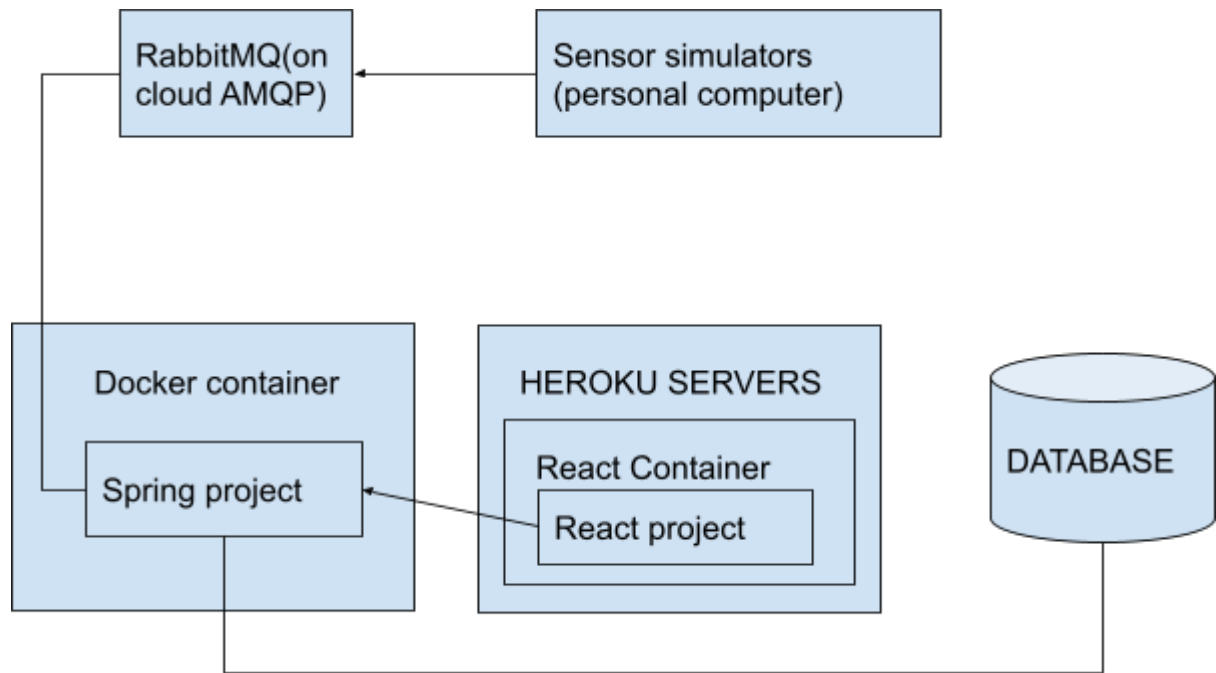 RabbitMQ(on
cloud AMQP)
Sensor simulators
(personal computer)
Docker container
Spring project
HEROKU SERVERS
React Container
React project
DATABASE